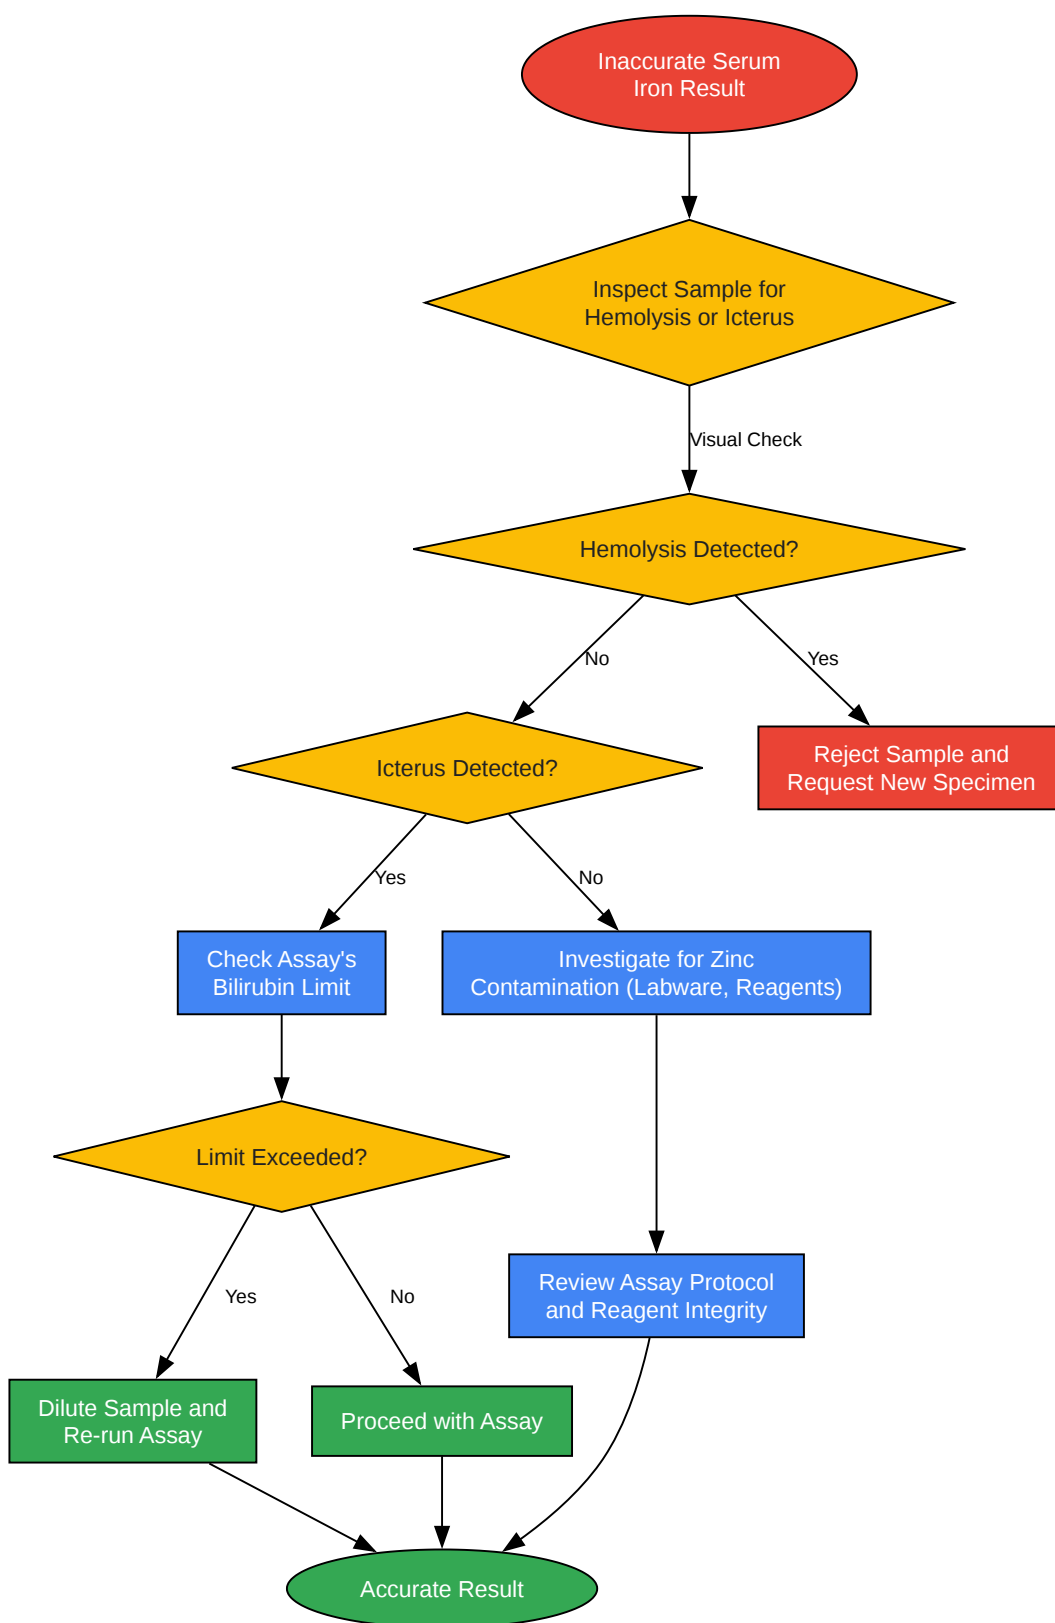 Inaccurate Serum
Iron Result
Inspect Sample for
Hemolysis or Icterus
Visual Check
Hemolysis Detected?
No
Yes
Icterus Detected?
Reject Sample and
Request New Specimen
Yes
No
Check Assay's
Bilirubin Limit
Investigate for Zinc
Contamination (Labware, Reagents)
Limit Exceeded?
Yes
No
Review Assay Protocol
and Reagent Integrity
Dilute Sample and
Re-run Assay
Proceed with Assay
Accurate Result